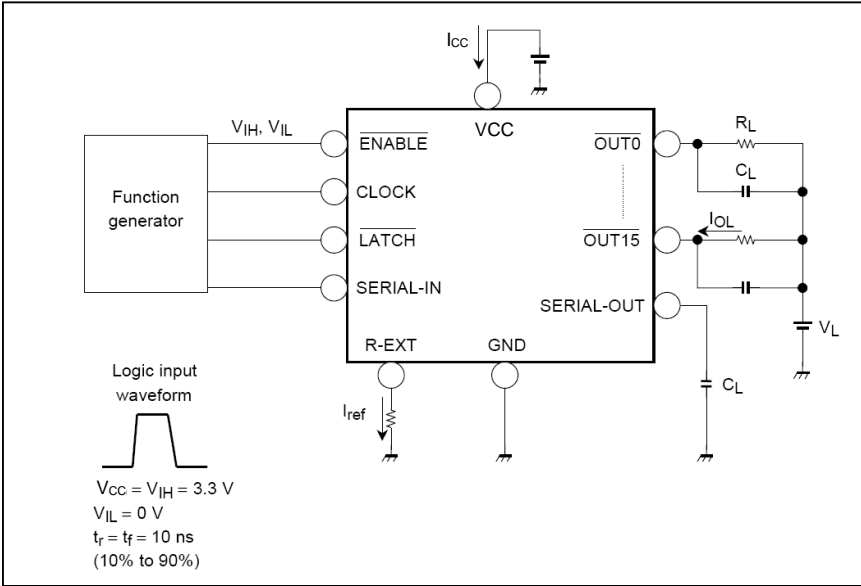 ICC
VCC
VIH, VIL
ENABLE
OUT0
RL
Function
generator
CLOCK
CL
LATCH
OUT15
IOL
SERIAL-IN
SERIAL-OUT
R-EXT
GND
VL
Logic input
waveform
Iref
CL
VCC = VIH = 3.3 V
VIL = 0 V
tr = tf = 10 ns
(10% to 90%)